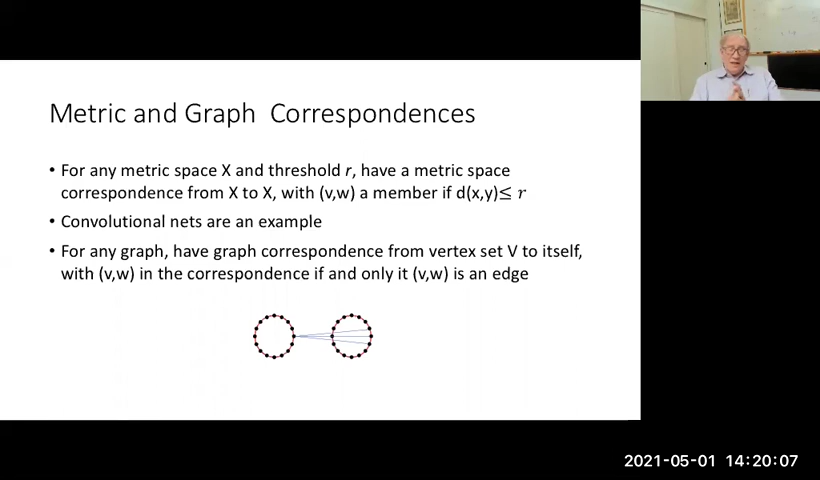 Metric and Graph  Correspondences
• For any metric space X and threshold r, have a metric space
correspondence from X to X, with (v,w) a member if d(x,y)≤ r
• Convolutional nets are an example
• For any graph, have graph correspondence from vertex set V to itself,
with (v,w) in the correspondence if and only it (v,w) is an edge
2021-05-01 14:20:07